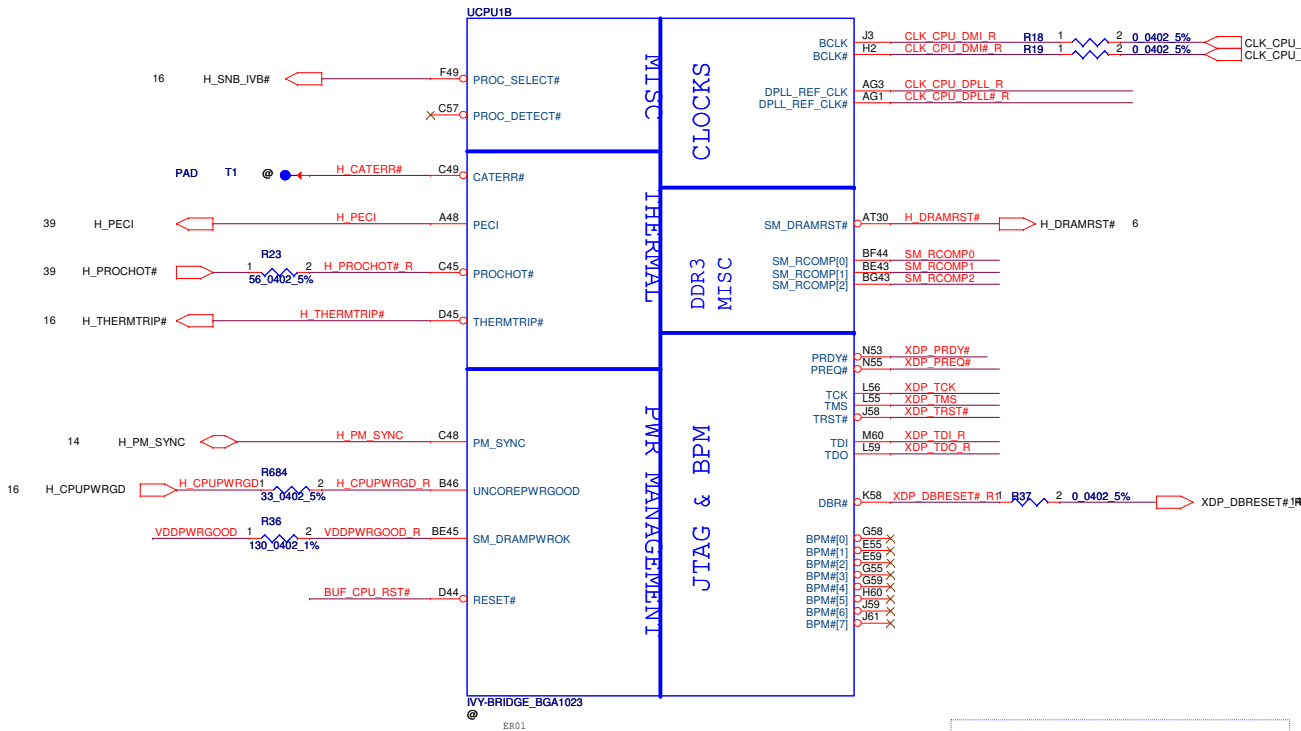 UCPU1B
MISC
CLOCKS
16 H_SNB_IVB# F49 PROC_SELECT#
C57 PROC_DETECT#
BCLK J3 CLK_CPU_DMI_R R18 1 2 0_0402_5% CLK_CPU_
BCLK# H2 CLK_CPU_DMI#_R R19 1 2 0_0402_5% CLK_CPU_
DPLL_REF_CLK AG3 CLK_CPU_DPLL_R
DPLL_REF_CLK# AG1 CLK_CPU_DPLL#_R
THERMAL
PAD T1 @ H_CATERR# C49 CATERR#
39 H_PECI H_PECI A48 PECI
39 H_PROCHOT# 1 R23 2 56_0402_5% H_PROCHOT#_R C45 PROCHOT#
16 H_THERMTRIP# H_THERMTRIP# D45 THERMTRIP#
DDR3
MISC
SM_DRAMRST# AT30 H_DRAMRST# H_DRAMRST# 6
SM_RCOMP[0] BF44 SM_RCOMP0
SM_RCOMP[1] BE43 SM_RCOMP1
SM_RCOMP[2] BG43 SM_RCOMP2
PWR MANAGEMENT
14 H_PM_SYNC H_PM_SYNC C48 PM_SYNC
16 H_CPUPWRGD H_CPUPWRGD 1 R684 2 33_0402_5% H_CPUPWRGD_R B46 UNCOREPWRGOOD
VDDPWRGOOD 1 R36 2 130_0402_1% VDDPWRGOOD_R BE45 SM_DRAMPWROK
BUF_CPU_RST# D44 RESET#
JTAG & BPM
PRDY# N53 XDP_PRDY#
PREQ# N55 XDP_PREQ#
TCK L56 XDP_TCK
TMS L55 XDP_TMS
TRST# J58 XDP_TRST#
TDI M60 XDP_TDI_R
TDO L59 XDP_TDO_R
DBR# K58 XDP_DBRESET#_R1 1 R37 2 0_0402_5% XDP_DBRESET#_R 14
BPM#[0] G58
BPM#[1] E55
BPM#[2] E59
BPM#[3] G55
BPM#[4] G59
BPM#[5] H60
BPM#[6] J59
BPM#[7] J61
IVY-BRIDGE_BGA1023
@
ER01